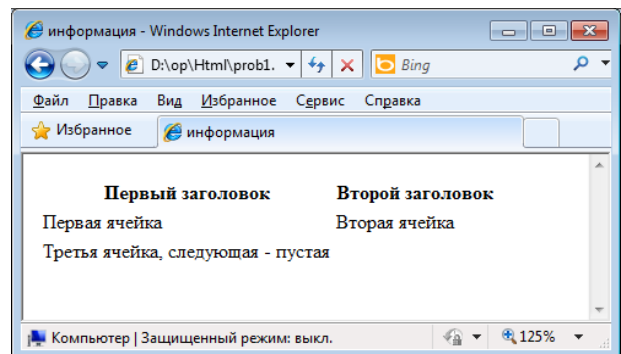 информация - Windows Internet Explorer
D:\op\Html\prob1. Bing
Файл Правка Вид Избранное Сервис Справка
Избранное информация
Первый заголовок Второй заголовок
Первая ячейка Вторая ячейка
Третья ячейка, следующая - пустая
Компьютер | Защищенный режим: выкл. 125%